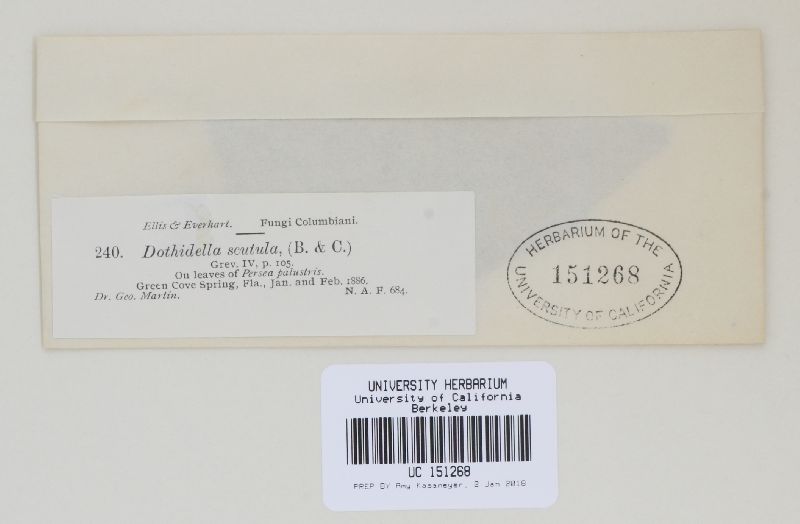 Ellis & Everhart. Fungi Columbiani.
240. Dothidella scutula, (B. & C.)
Grev. IV, p. 105.
On leaves of Persea palustris.
Green Cove Spring, Fla., Jan. and Feb. 1886.
Dr. Geo. Martin. N. A. F. 684.
HERBARIUM OF THE
151268
UNIVERSITY OF CALIFORNIA
UNIVERSITY HERBARIUM
University of California
Berkeley
UC 151268
PREP BY Amy Kasameyer, 2 Jan 2018